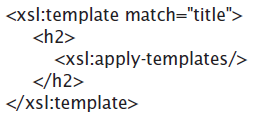 <xsl:template match="title">
<h2>
<xsl:apply-templates/>
</h2>
</xsl:template>